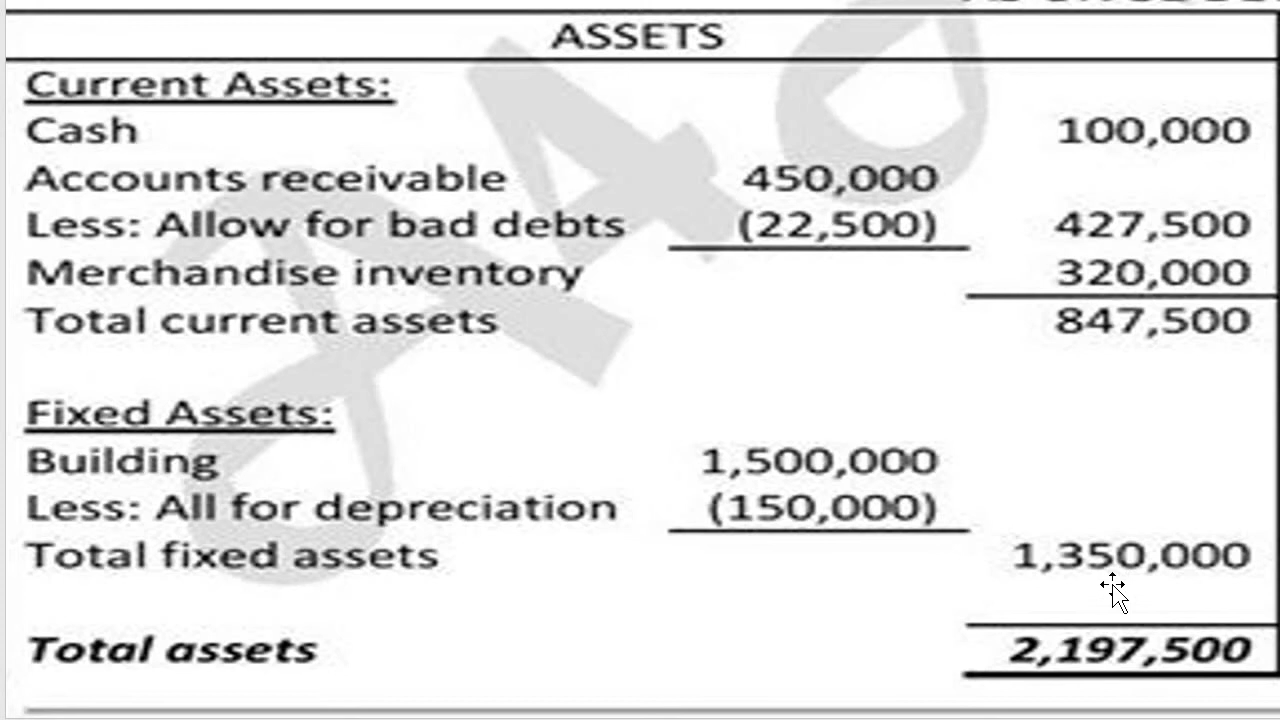 ASSETS
Current Assets:
Cash 100,000
Accounts receivable 450,000
Less: Allow for bad debts (22,500) 427,500
Merchandise inventory 320,000
Total current assets 847,500
Fixed Assets:
Building 1,500,000
Less: All for depreciation (150,000)
Total fixed assets 1,350,000
Total assets 2,197,500